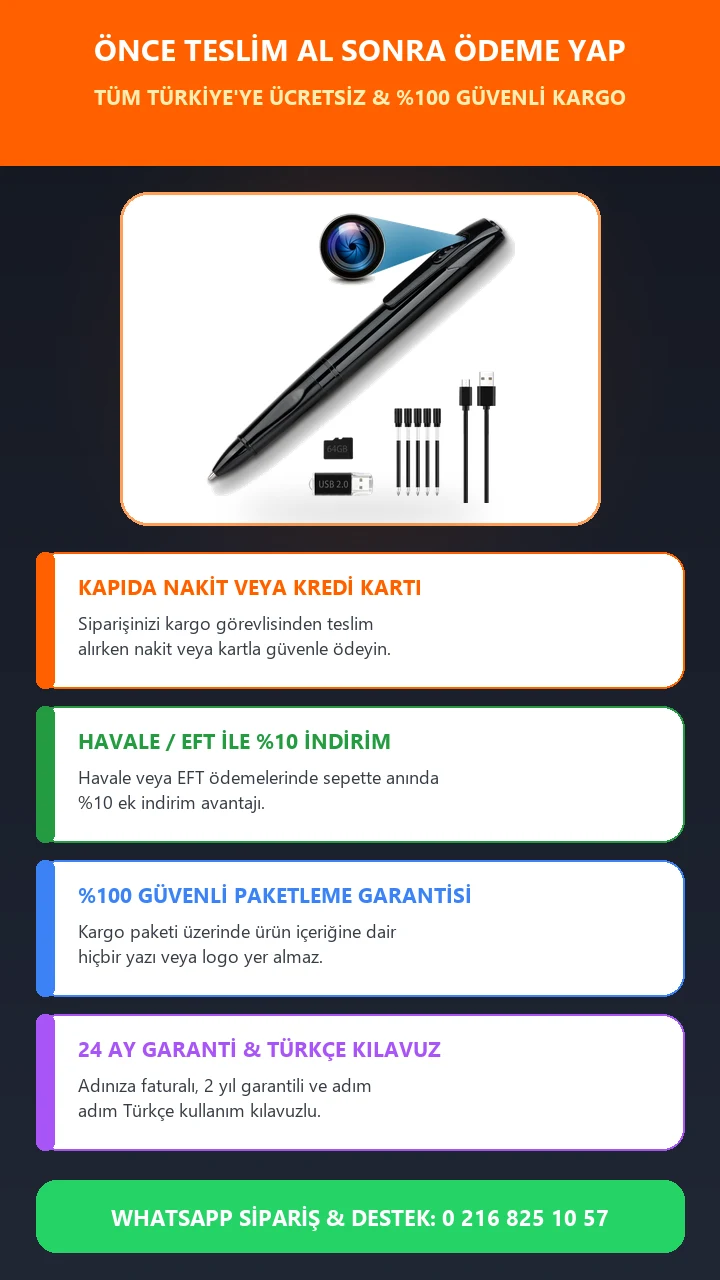 ÖNCE TESLİM AL SONRA ÖDEME YAP
TÜM TÜRKİYE'YE ÜCRETSİZ & %100 GÜVENLİ KARGO
64GB
USB 2.0
KAPIDA NAKİT VEYA KREDİ KARTI
Siparişinizi kargo görevlisinden teslim
alırken nakit veya kartla güvenle ödeyin.
HAVALE / EFT İLE %10 İNDİRİM
Havale veya EFT ödemelerinde sepette anında
%10 ek indirim avantajı.
%100 GÜVENLİ PAKETLEME GARANTİSİ
Kargo paketi üzerinde ürün içeriğine dair
hiçbir yazı veya logo yer almaz.
24 AY GARANTİ & TÜRKÇE KILAVUZ
Adınıza faturalı, 2 yıl garantili ve adım
adım Türkçe kullanım kılavuzlu.
WHATSAPP SİPARİŞ & DESTEK: 0 216 825 10 57